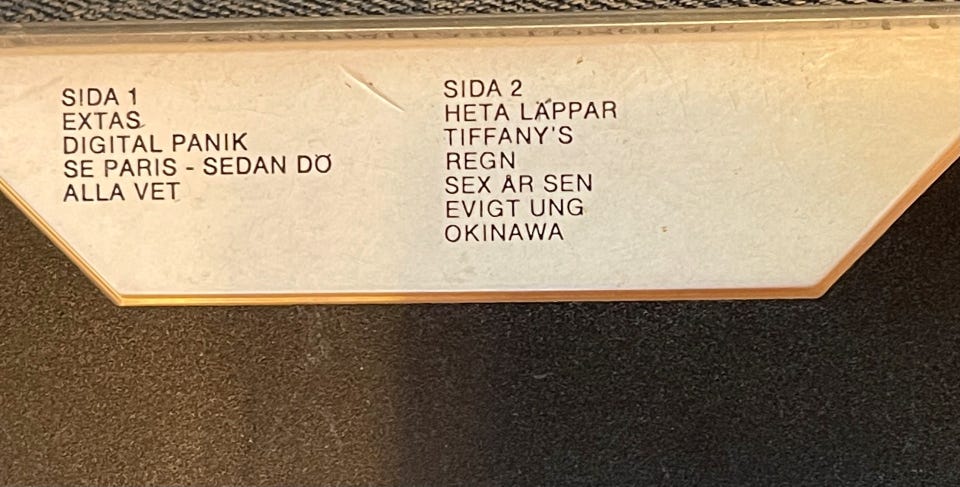 SIDA 1
EXTAS
DIGITAL PANIK
SE PARIS - SEDAN DÖ
ALLA VET
SIDA 2
HETA LÄPPAR
TIFFANY'S
REGN
SEX ÅR SEN
EVIGT UNG
OKINAWA